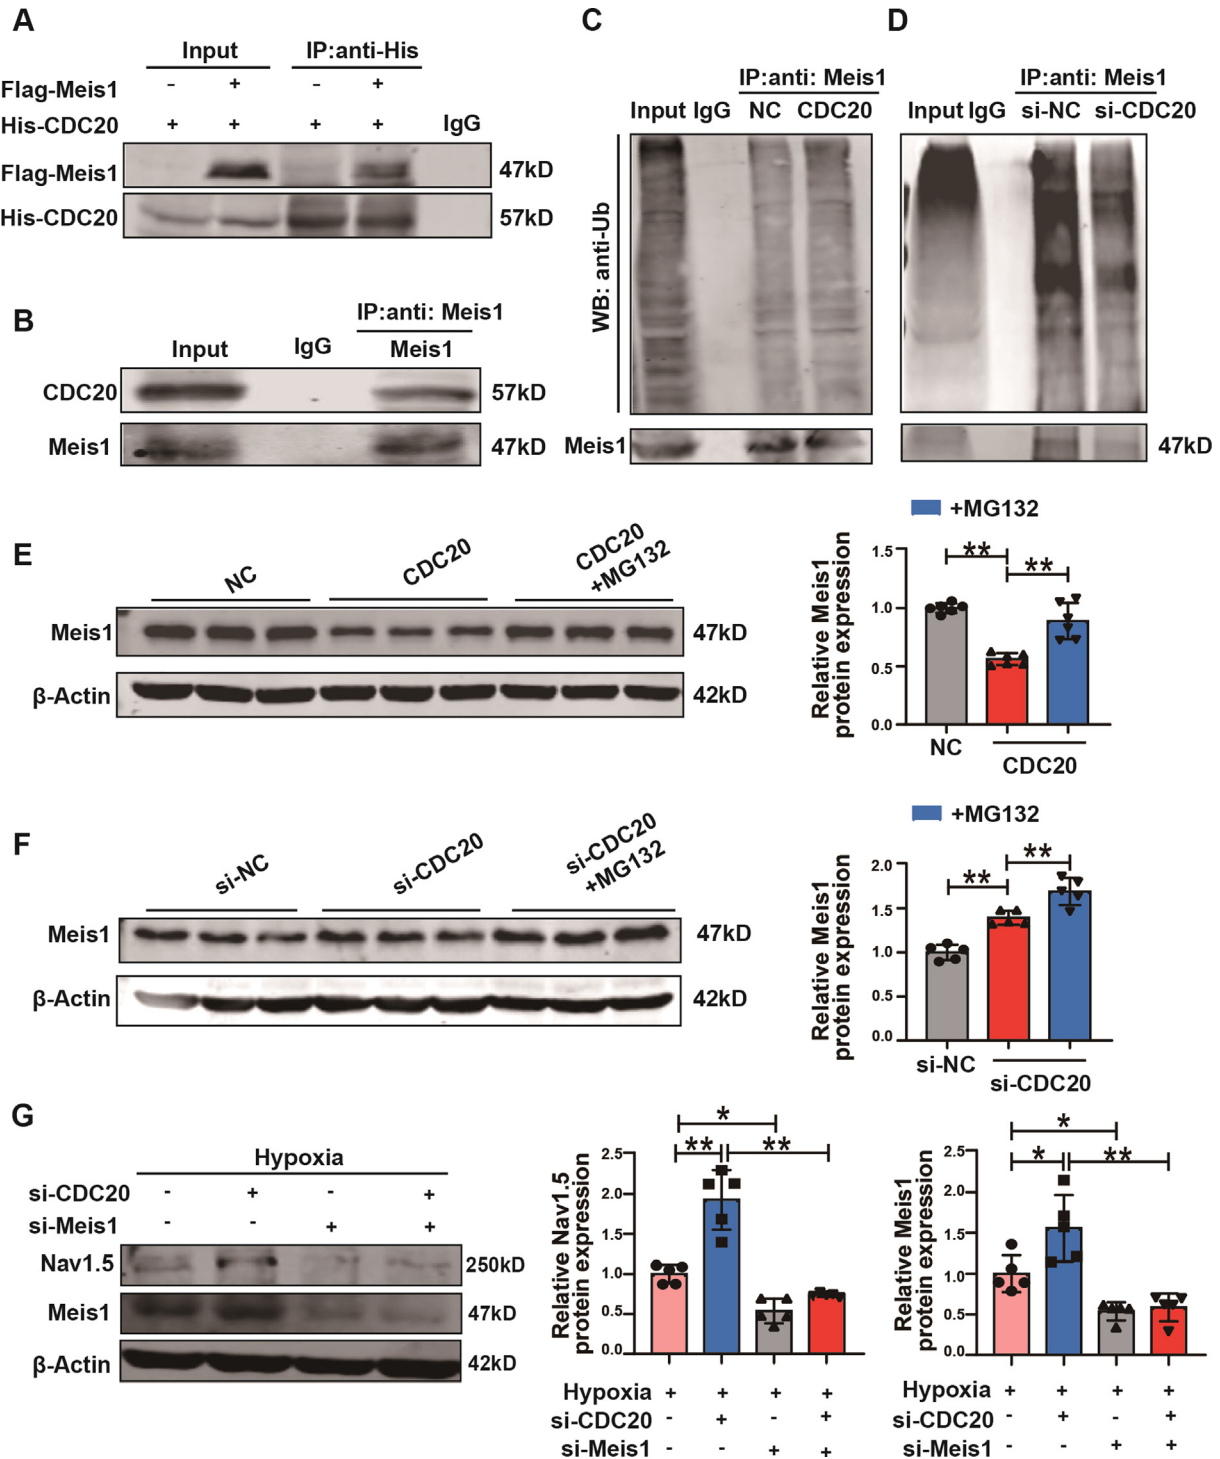 A
Input IP:anti-His
Flag-Meis1 - + - +
His-CDC20 + + + + IgG
Flag-Meis1 47kD
His-CDC20 57kD
B
IP:anti: Meis1
Input IgG Meis1
CDC20 57kD
Meis1 47kD
C
IP:anti: Meis1
Input IgG NC CDC20
WB: anti-Ub
Meis1
D
IP:anti: Meis1
Input IgG si-NC si-CDC20
47kD
E
NC CDC20 CDC20
+MG132
Meis1 47kD
β-Actin 42kD
+MG132
Relative Meis1
protein expression
1.5
1.0
0.5
0.0
** **
NC
CDC20
F
si-NC si-CDC20 si-CDC20
+MG132
Meis1 47kD
β-Actin 42kD
+MG132
Relative Meis1
protein expression
2.0
1.5
1.0
0.5
0.0
** **
si-NC
si-CDC20
G
Hypoxia
si-CDC20 - + - +
si-Meis1 - - + +
Nav1.5 250kD
Meis1 47kD
β-Actin 42kD
Relative Nav1.5
protein expression
2.5
2.0
1.5
1.0
0.5
0.0
*
** **
Hypoxia + + + +
si-CDC20 - + - +
si-Meis1 - - + +
Relative Meis1
protein expression
2.5
2.0
1.5
1.0
0.5
0.0
*
* **
Hypoxia + + + +
si-CDC20 - + - +
si-Meis1 - - + +